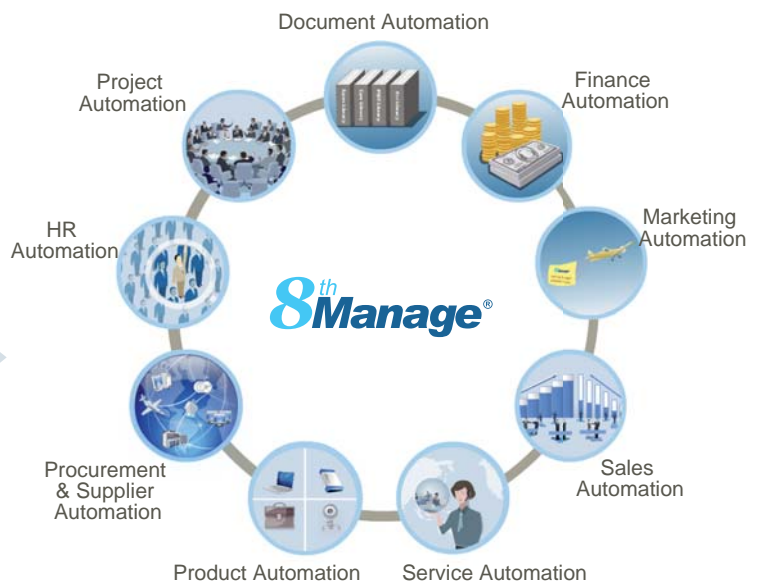 Document Automation
Project
Automation
Finance
Automation
HR
Automation
Marketing
Automation
8th
Manage®
Procurement
& Supplier
Automation
Sales
Automation
Product Automation
Service Automation